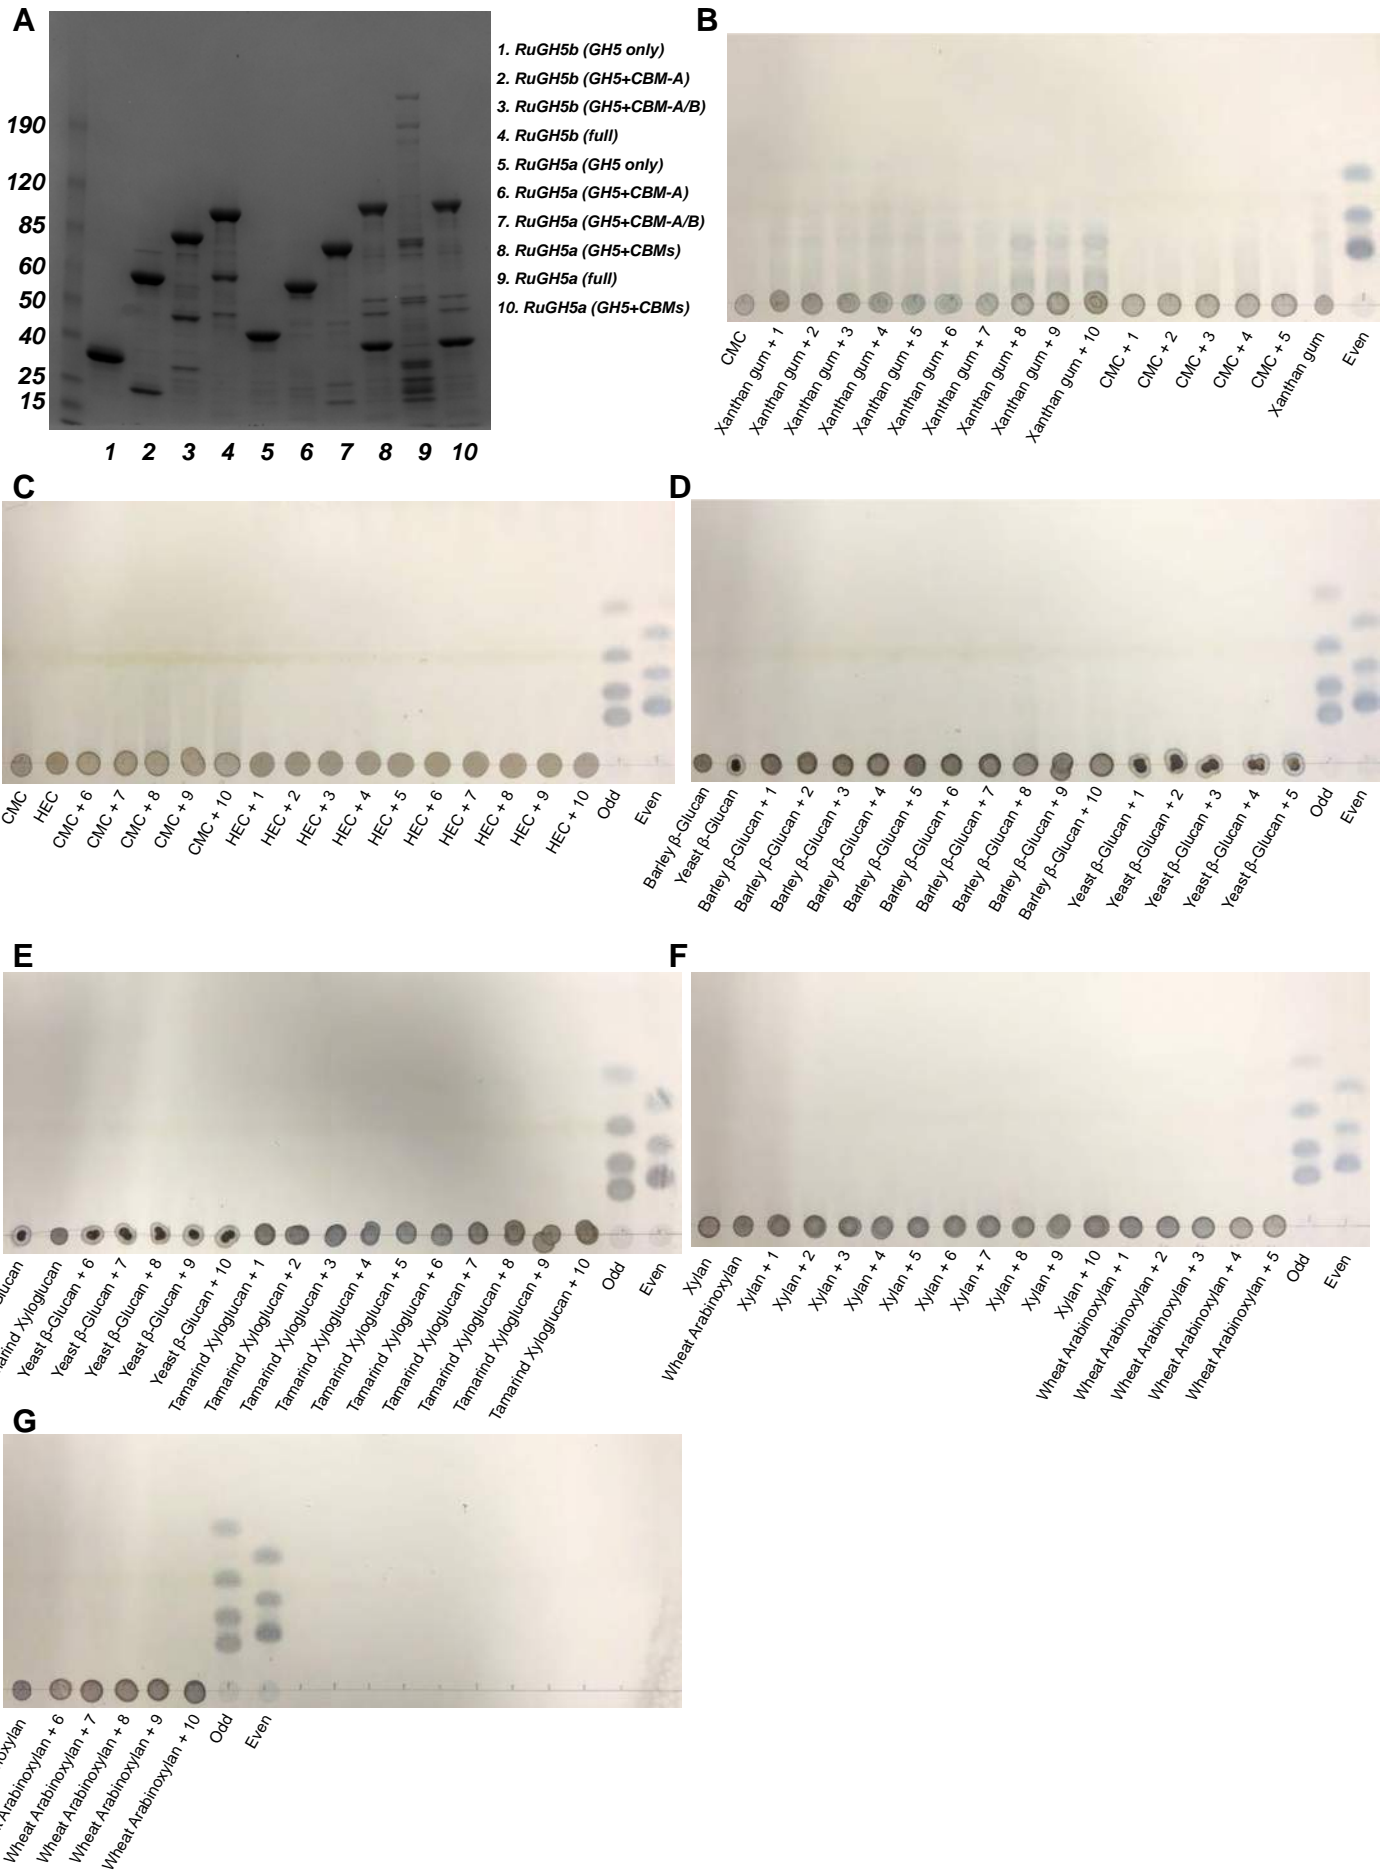 A
190
120
85
60
50
40
25
15
1 2 3 4 5 6 7 8 9 10
1. RuGH5b (GH5 only)
2. RuGH5b (GH5+CBM-A)
3. RuGH5b (GH5+CBM-A/B)
4. RuGH5b (full)
5. RuGH5a (GH5 only)
6. RuGH5a (GH5+CBM-A)
7. RuGH5a (GH5+CBM-A/B)
8. RuGH5a (GH5+CBMs)
9. RuGH5a (full)
10. RuGH5a (GH5+CBMs)
B
CMC
Xanthan gum + 1
Xanthan gum + 2
Xanthan gum + 3
Xanthan gum + 4
Xanthan gum + 5
Xanthan gum + 6
Xanthan gum + 7
Xanthan gum + 8
Xanthan gum + 9
Xanthan gum + 10
CMC + 1
CMC + 2
CMC + 3
CMC + 4
CMC + 5
Xanthan gum
Even
C
CMC
HEC
CMC + 6
CMC + 7
CMC + 8
CMC + 9
CMC + 10
HEC + 1
HEC + 2
HEC + 3
HEC + 4
HEC + 5
HEC + 6
HEC + 7
HEC + 8
HEC + 9
HEC + 10
Odd
Even
D
Barley β-Glucan
Yeast β-Glucan
Barley β-Glucan + 1
Barley β-Glucan + 2
Barley β-Glucan + 3
Barley β-Glucan + 4
Barley β-Glucan + 5
Barley β-Glucan + 6
Barley β-Glucan + 7
Barley β-Glucan + 8
Barley β-Glucan + 9
Barley β-Glucan + 10
Yeast β-Glucan + 1
Yeast β-Glucan + 2
Yeast β-Glucan + 3
Yeast β-Glucan + 4
Yeast β-Glucan + 5
Odd
Even
E
Glucan
marind Xyloglucan
Yeast β-Glucan + 6
Yeast β-Glucan + 7
Yeast β-Glucan + 8
Yeast β-Glucan + 9
Yeast β-Glucan + 10
Tamarind Xyloglucan + 1
Tamarind Xyloglucan + 2
Tamarind Xyloglucan + 3
Tamarind Xyloglucan + 4
Tamarind Xyloglucan + 5
Tamarind Xyloglucan + 6
Tamarind Xyloglucan + 7
Tamarind Xyloglucan + 8
Tamarind Xyloglucan + 9
Tamarind Xyloglucan + 10
Odd
Even
F
Xylan
Wheat Arabinoxylan
Xylan + 1
Xylan + 2
Xylan + 3
Xylan + 4
Xylan + 5
Xylan + 6
Xylan + 7
Xylan + 8
Xylan + 9
Xylan + 10
Wheat Arabinoxylan + 1
Wheat Arabinoxylan + 2
Wheat Arabinoxylan + 3
Wheat Arabinoxylan + 4
Wheat Arabinoxylan + 5
Odd
Even
G
noxylan
t Arabinoxylan + 6
Wheat Arabinoxylan + 7
Wheat Arabinoxylan + 8
Wheat Arabinoxylan + 9
Wheat Arabinoxylan + 10
Odd
Even